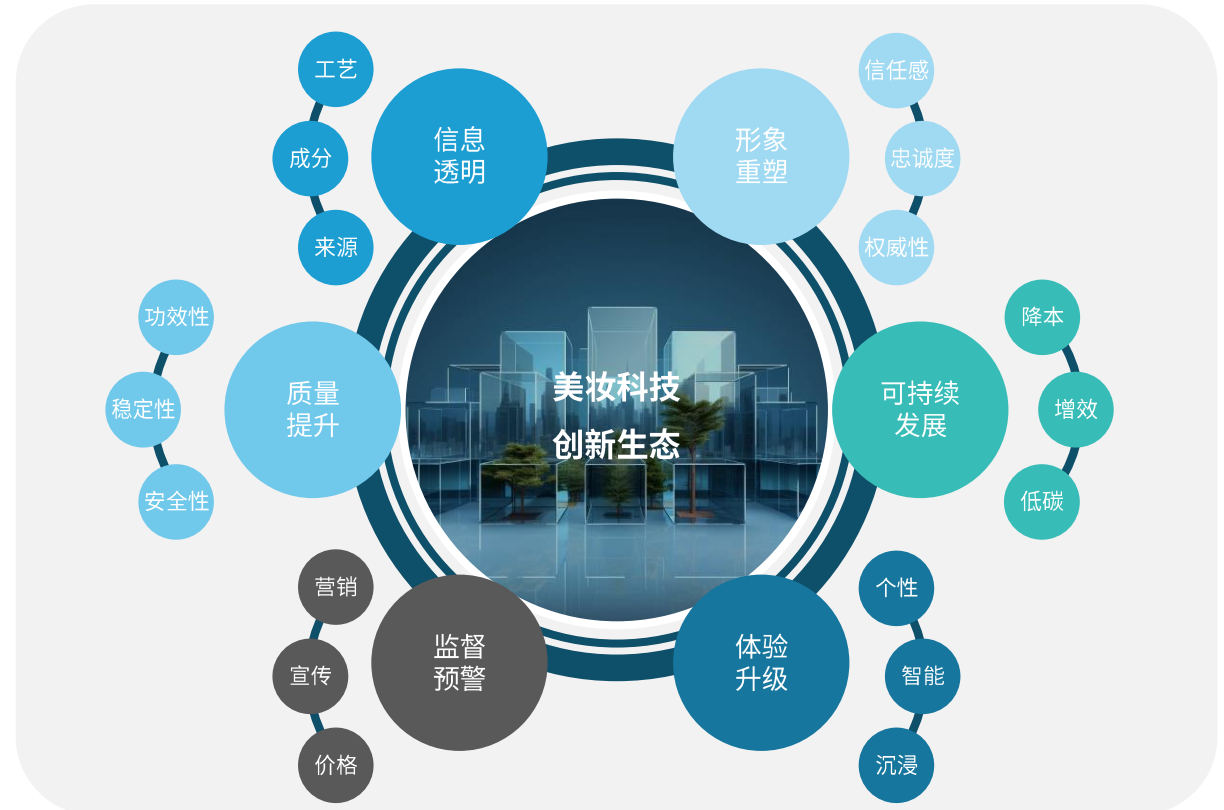 工艺
成分
来源
信息
透明
形象
重塑
信任感
忠诚度
权威性
功效性
稳定性
安全性
质量
提升
美妆科技
创新生态
可持续
发展
降本
增效
低碳
营销
宣传
价格
监督
预警
体验
升级
个性
智能
沉浸